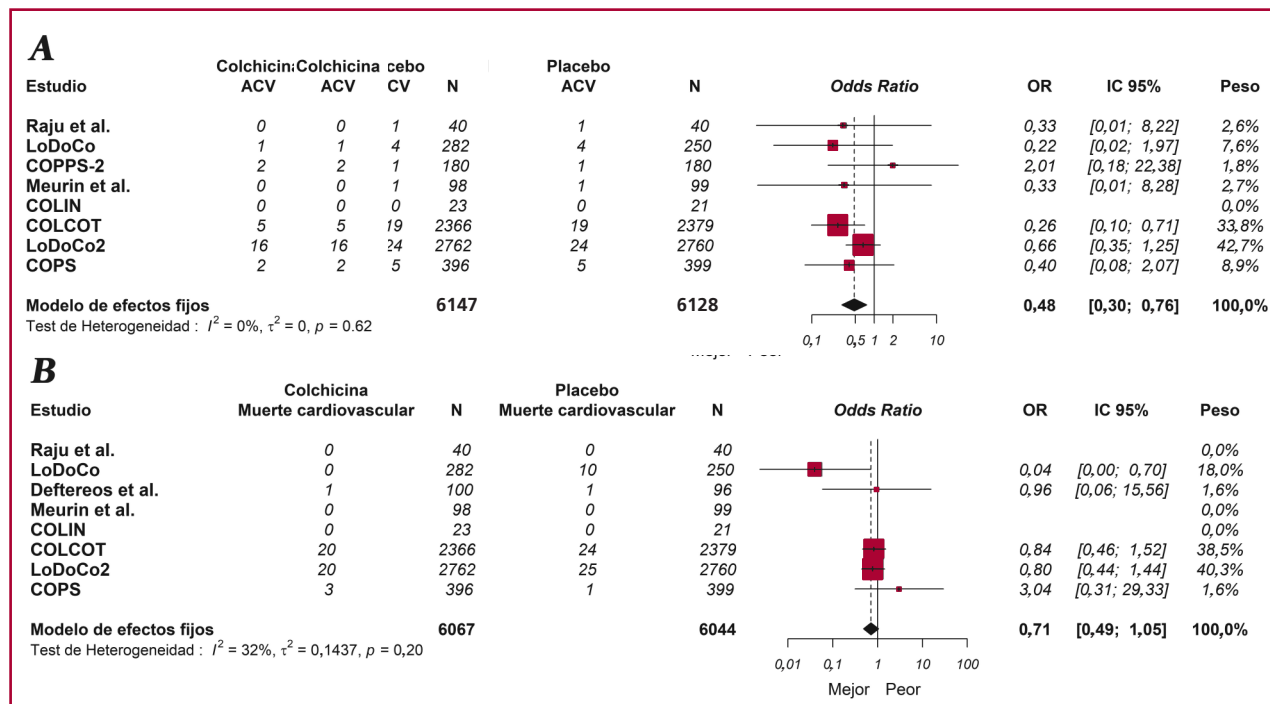 A
Colchicina Colchicina cebo Placebo
Estudio ACV ACV CV N ACV N Odds Ratio OR IC 95% Peso
Raju et al. 0 0 1 40 1 40 0,33 [0,01; 8,22] 2,6%
LoDoCo 1 1 4 282 4 250 0,22 [0,02; 1,97] 7,6%
COPPS-2 2 2 1 180 1 180 2,01 [0,18; 22,38] 1,8%
Meurin et al. 0 0 1 98 1 99 0,33 [0,01; 8,28] 2,7%
COLIN 0 0 0 23 0 21 0,0%
COLCOT 5 5 19 2366 19 2379 0,26 [0,10; 0,71] 33,8%
LoDoCo2 16 16 24 2762 24 2760 0,66 [0,35; 1,25] 42,7%
COPS 2 2 5 396 5 399 0,40 [0,08; 2,07] 8,9%
Modelo de efectos fijos 6147 6128 0,48 [0,30; 0,76] 100,0%
Test de Heterogeneidad : I² = 0%, τ² = 0, p = 0.62
0,1 0,5 1 2 10
B
Colchicina Placebo
Estudio Muerte cardiovascular N Muerte cardiovascular N Odds Ratio OR IC 95% Peso
Raju et al. 0 40 0 40 0,0%
LoDoCo 0 282 10 250 0,04 [0,00; 0,70] 18,0%
Deftereos et al. 1 100 1 96 0,96 [0,06; 15,56] 1,6%
Meurin et al. 0 98 0 99 0,0%
COLIN 0 23 0 21 0,0%
COLCOT 20 2366 24 2379 0,84 [0,46; 1,52] 38,5%
LoDoCo2 20 2762 25 2760 0,80 [0,44; 1,44] 40,3%
COPS 3 396 1 399 3,04 [0,31; 29,33] 1,6%
Modelo de efectos fijos 6067 6044 0,71 [0,49; 1,05] 100,0%
Test de Heterogeneidad : I² = 32%, τ² = 0,1437, p = 0,20
0,01 0,1 1 10 100
Mejor Peor